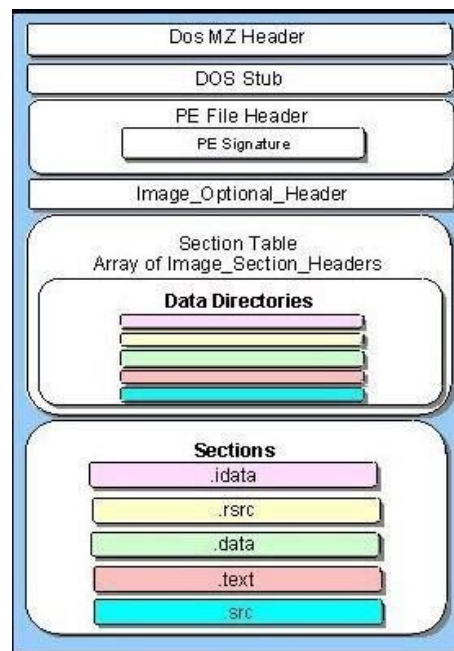 Dos MZ Header
DOS Stub
PE File Header
PE Signature
Image_Optional_Header
Section Table
Array of Image_Section_Headers
Data Directories
Sections
.idata
.rsrc
.data
.text
.src